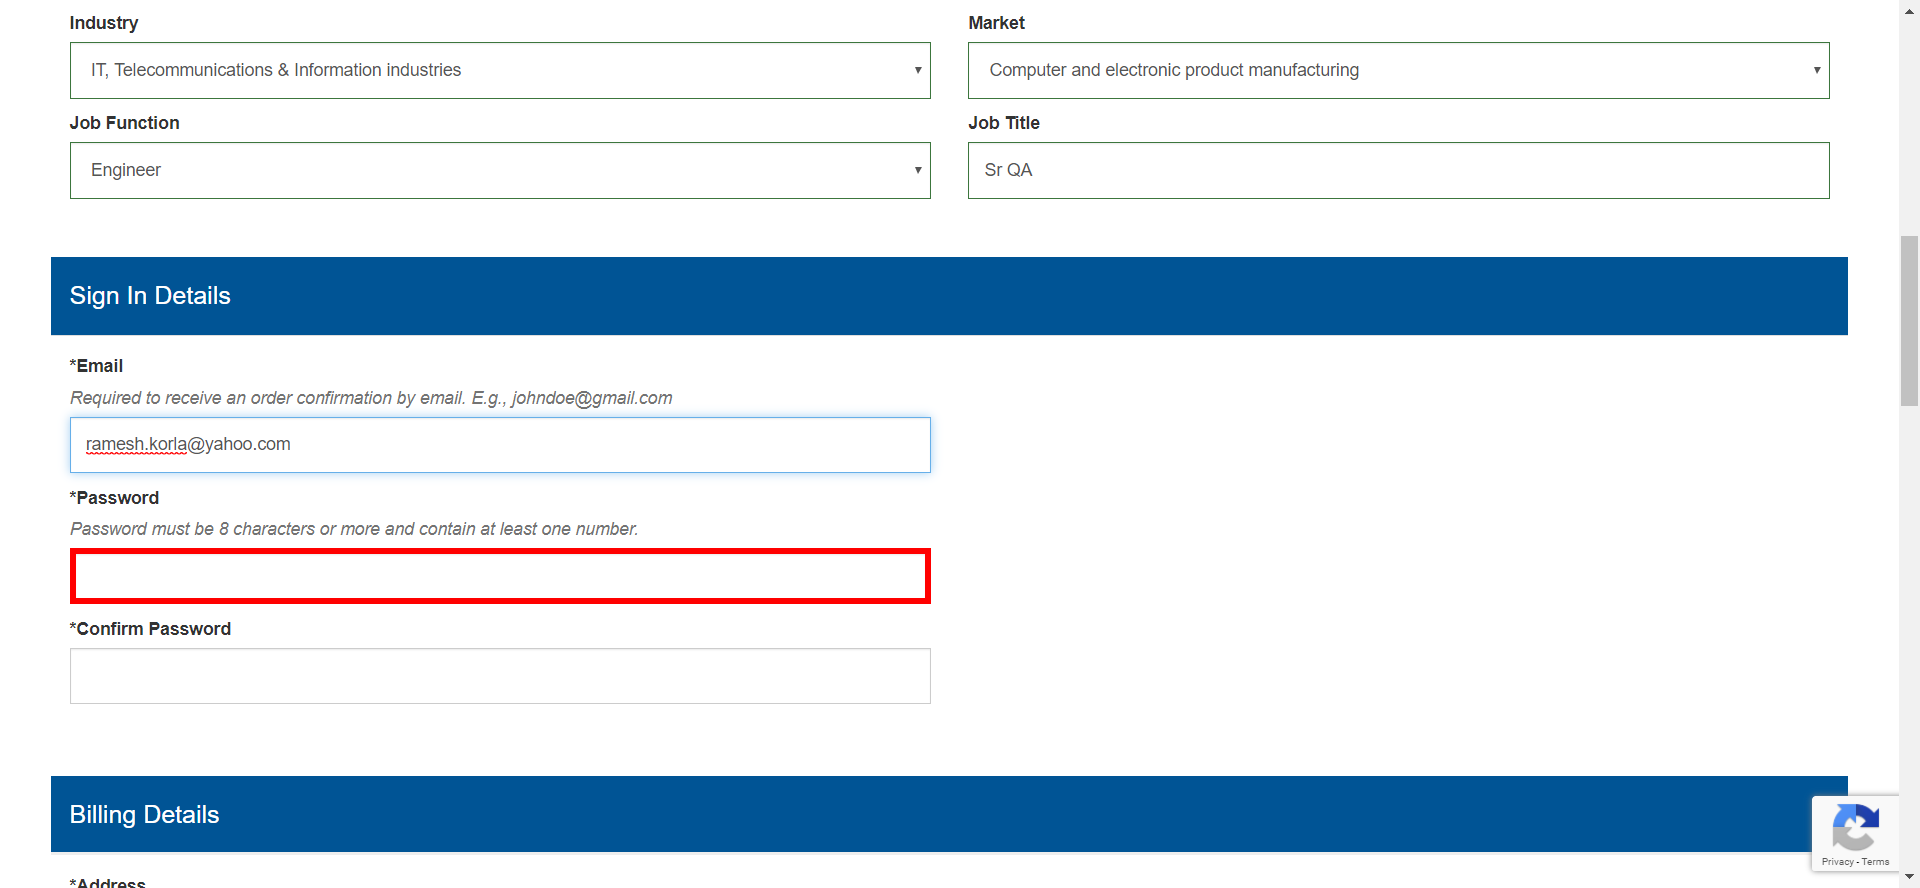 Industry
Market
IT, Telecommunications & Information industries
Computer and electronic product manufacturing
Job Function
Job Title
Engineer
Sr QA
Sign In Details
*Email
Required to receive an order confirmation by email. E.g., johndoe@gmail.com
ramesh.korla@yahoo.com
*Password
Password must be 8 characters or more and contain at least one number.
*Confirm Password
Billing Details
Privacy - Terms
*Address